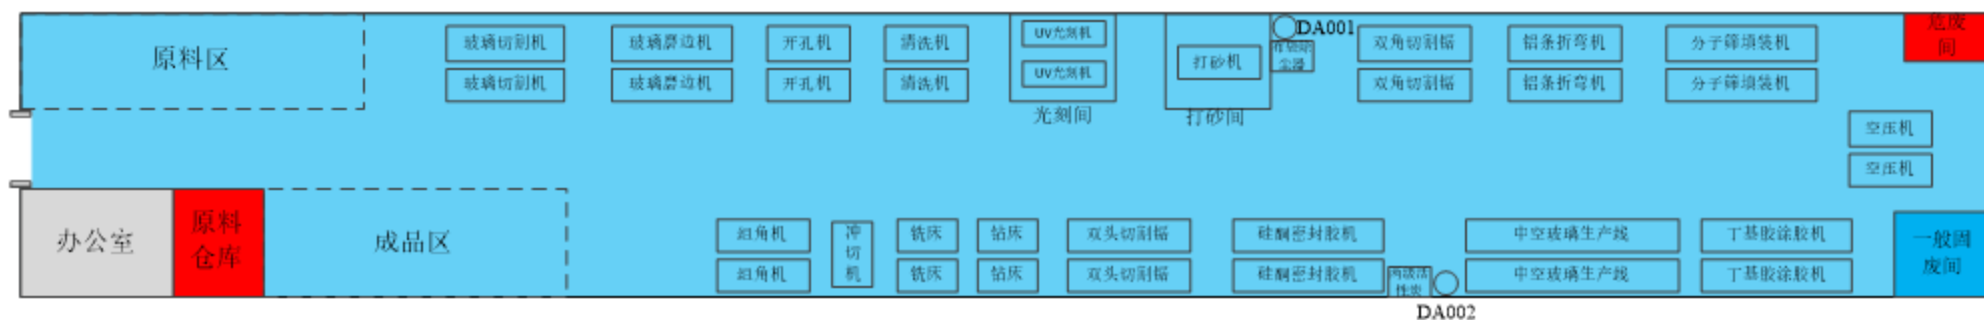 原料区
玻璃切割机
玻璃磨边机
开孔机
清洗机
UV光刻机
DA001
双角切割锯
铝条折弯机
分子筛填装机
危废
间
布袋除
尘器
打砂机
玻璃切割机
玻璃磨边机
开孔机
清洗机
UV光刻机
双角切割锯
铝条折弯机
分子筛填装机
光刻间
打砂间
空压机
空压机
办公室
原料
仓库
成品区
组角机
冲
切
机
铣床
钻床
双头切割锯
硅酮密封胶机
中空玻璃生产线
丁基胶涂胶机
一般固
废间
组角机
铣床
钻床
双头切割锯
硅酮密封胶机
性炭
中空玻璃生产线
丁基胶涂胶机
DA002